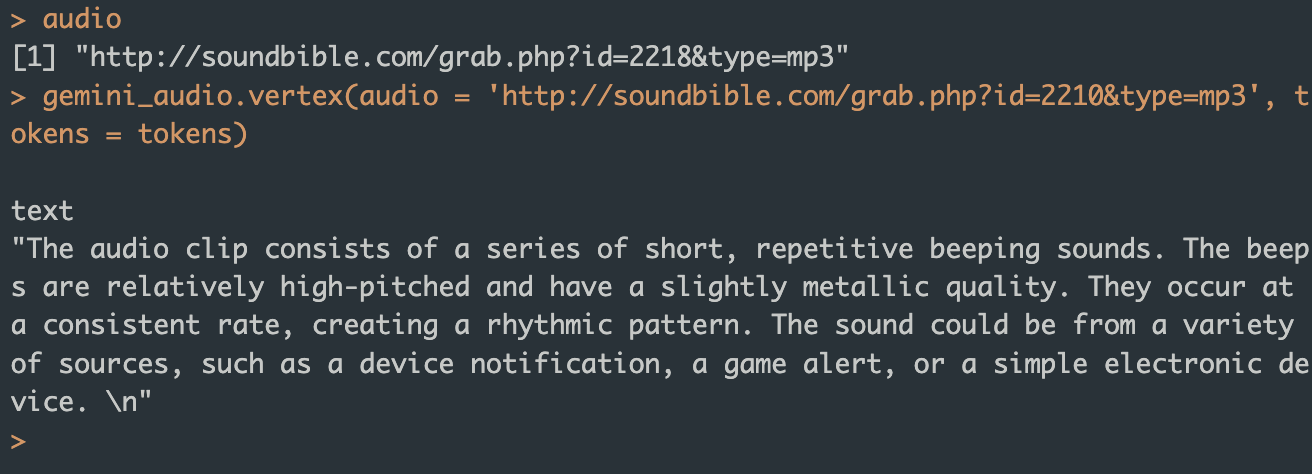 > audio
[1] "http://soundbible.com/grab.php?id=2218&type=mp3"
> gemini_audio.vertex(audio = 'http://soundbible.com/grab.php?id=2210&type=mp3', t
okens = tokens)
text
"The audio clip consists of a series of short, repetitive beeping sounds. The beep
s are relatively high-pitched and have a slightly metallic quality. They occur at
a consistent rate, creating a rhythmic pattern. The sound could be from a variety
of sources, such as a device notification, a game alert, or a simple electronic de
vice. \n"
>